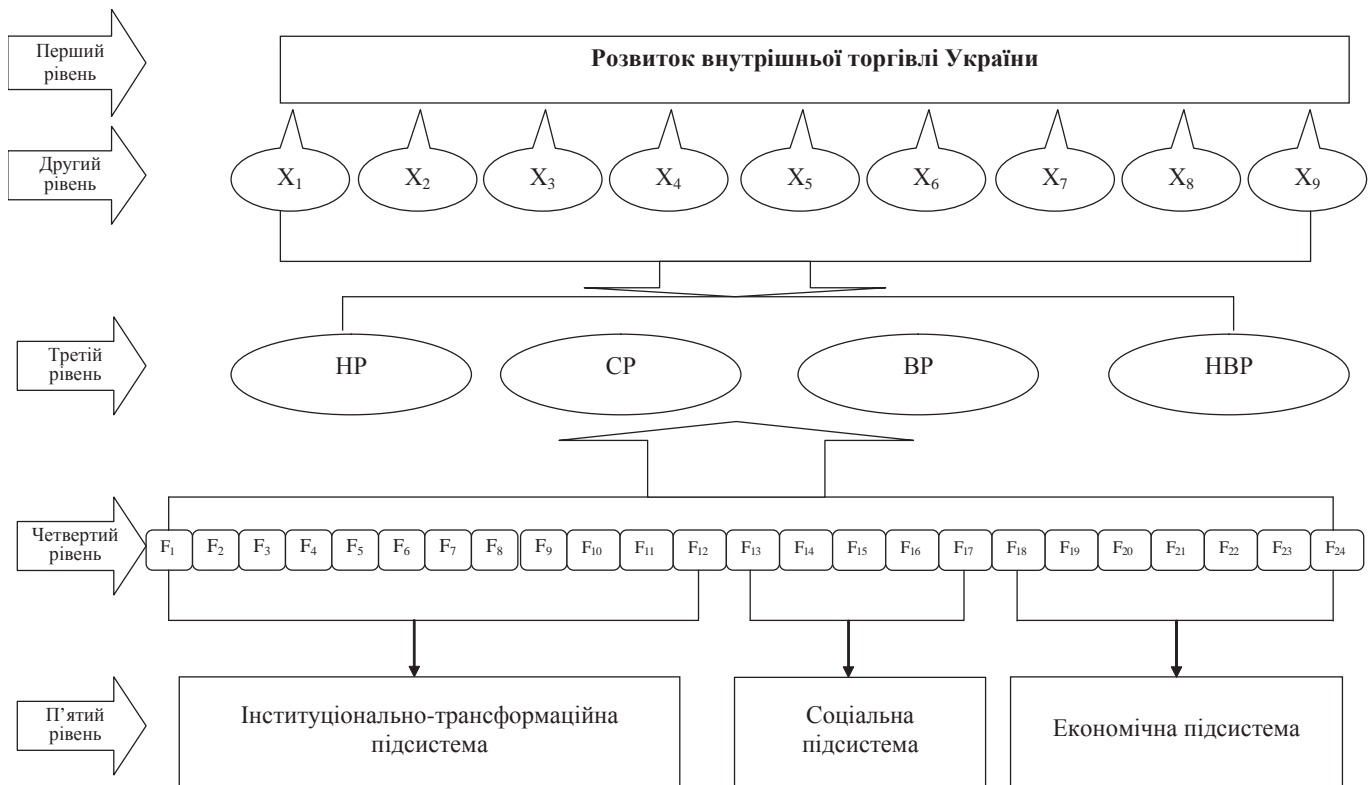 Перший
рівень
Розвиток внутрішньої торгівлі України
Другий
рівень
X1 X2 X3 X4 X5 X6 X7 X8 X9
Третій
рівень
НР СР ВР НВР
Четвертий
рівень
F1 F2 F3 F4 F5 F6 F7 F8 F9 F10 F11 F12 F13 F14 F15 F16 F17 F18 F19 F20 F21 F22 F23 F24
П’ятий
рівень
Інституціонально-трансформаційна
підсистема
Соціальна
підсистема
Економічна підсистема